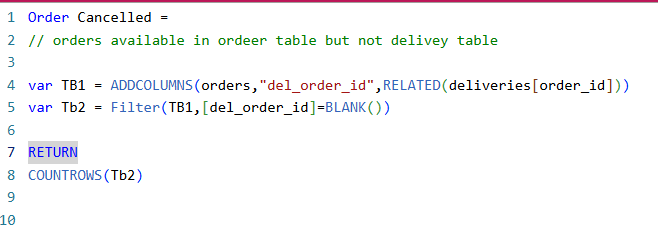 1 Order Cancelled =
2 // orders available in ordeer table but not delivey table
3
4 var TB1 = ADDCOLUMNS(orders,"del_order_id",RELATED(deliveries[order_id]))
5 var Tb2 = Filter(TB1,[del_order_id]=BLANK())
6
7 RETURN
8 COUNTROWS(Tb2)
9
10